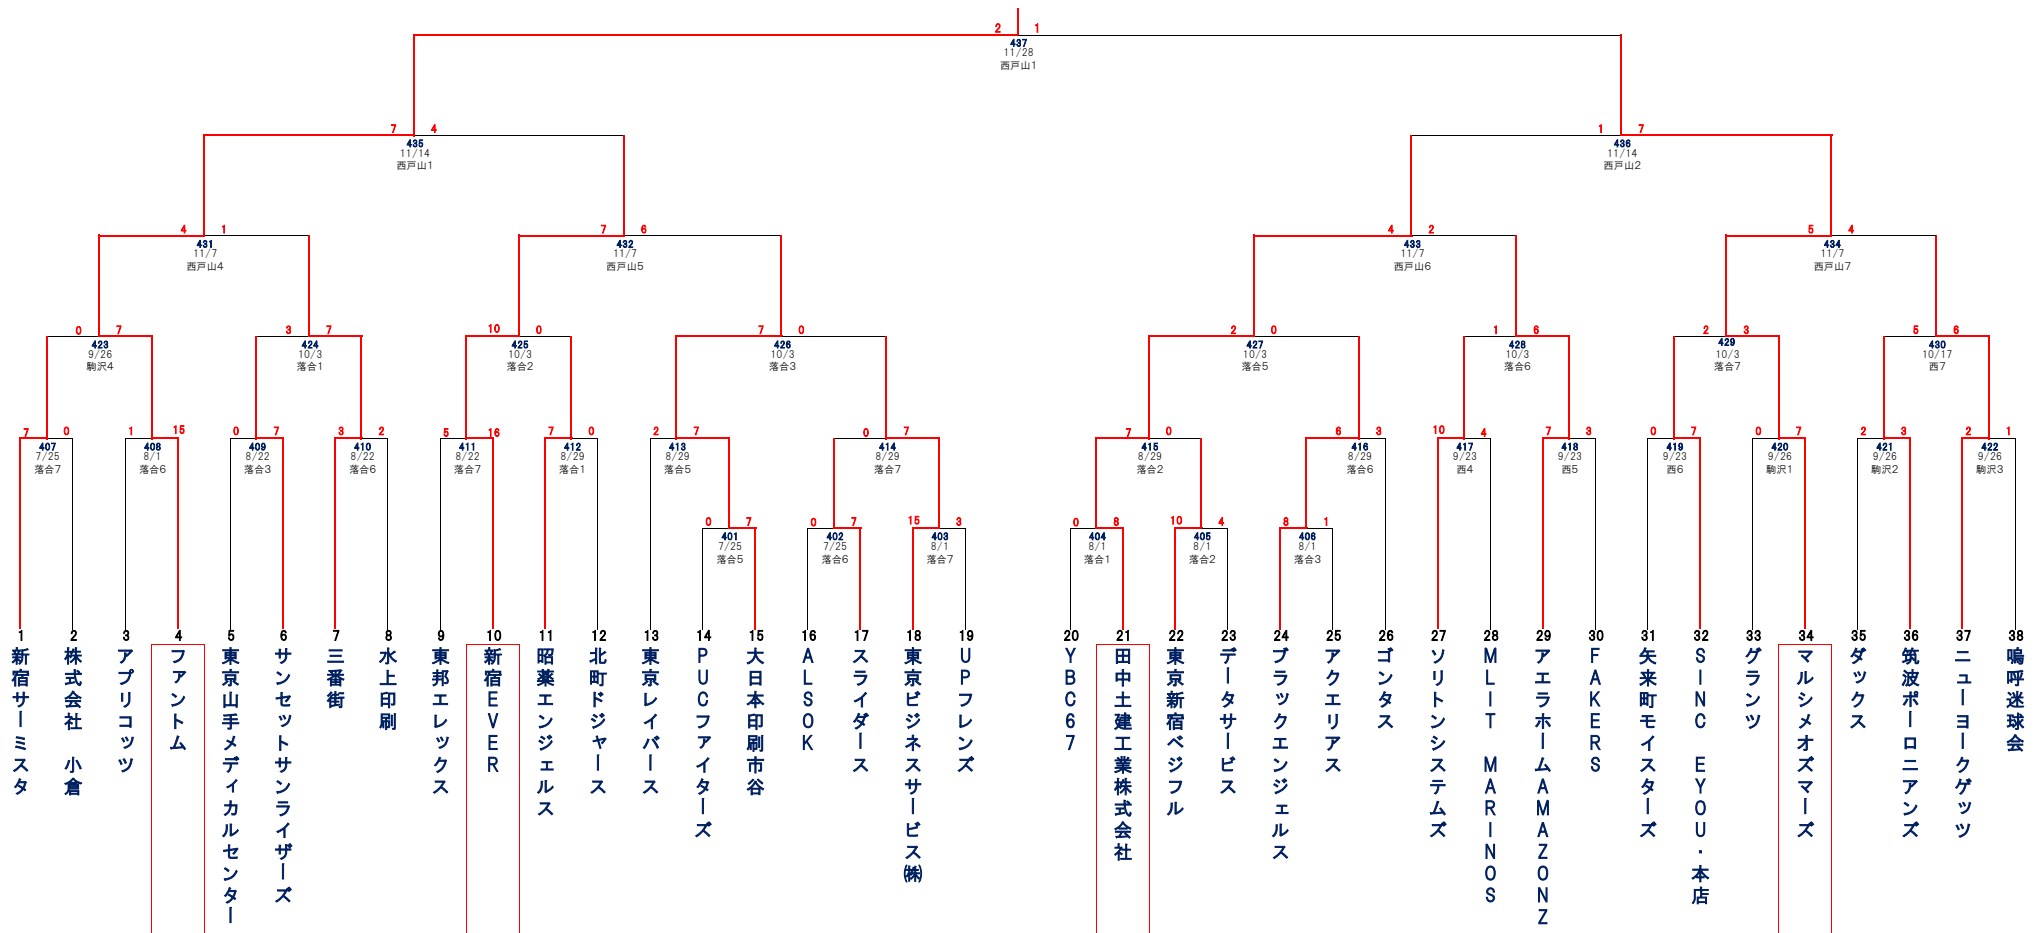 2 1
437
11/28
西戸山1
7 4
435
11/14
西戸山1
1 7
436
11/14
西戸山2
4 1
431
11/7
西戸山4
7 6
432
11/7
西戸山5
4 2
433
11/7
西戸山6
5 4
434
11/7
西戸山7
0 7
423
9/26
駒沢4
3 7
424
10/3
落合1
10 0
425
10/3
落合2
7 0
426
10/3
落合3
2 0
427
10/3
落合5
1 6
428
10/3
落合6
2 3
429
10/3
落合7
5 6
430
10/17
西7
7 0
407
7/25
落合7
1 15
408
8/1
落合6
0 7
409
8/22
落合3
3 2
410
8/22
落合6
5 16
411
8/22
落合7
7 0
412
8/29
落合1
2 7
413
8/29
落合5
0 7
414
8/29
落合7
7 0
415
8/29
落合2
6 3
416
8/29
落合6
10 4
417
9/23
西4
7 3
418
9/23
西5
0 7
419
9/23
西6
0 7
420
9/26
駒沢1
2 3
421
9/26
駒沢2
2 1
422
9/26
駒沢3
0 7
401
7/25
落合5
0 7
402
7/25
落合6
15 3
403
8/1
落合7
0 8
404
8/1
落合1
10 4
405
8/1
落合2
8 1
406
8/1
落合3
1
新宿サーミスタ
2
株式会社　小倉
3
アプリコッツ
4
ファントム
5
東京山手メディカルセンター
6
サンセットサンライザーズ
7
三番街
8
水上印刷
9
東邦エレックス
10
新宿EVER
11
昭薬エンジェルス
12
北町ドジャース
13
東京レイバース
14
PUCファイターズ
15
大日本印刷市谷
16
ALSOK
17
スライダース
18
東京ビジネスサービス㈱
19
UPフレンズ
20
YBC67
21
田中土建工業株式会社
22
東京新宿ベジフル
23
データサービス
24
ブラックエンジェルス
25
アクエリアス
26
ゴンタス
27
ソリトンシステムズ
28
MLIT　MARINOS
29
アエラホームAMAZONZ
30
FAKERS
31
矢来町モイスターズ
32
SINC　EYOU・本店
33
グランツ
34
マルシメオズマーズ
35
ダックス
36
筑波ポーロニアンズ
37
ニューヨークゲッツ
38
嗚呼迷球会